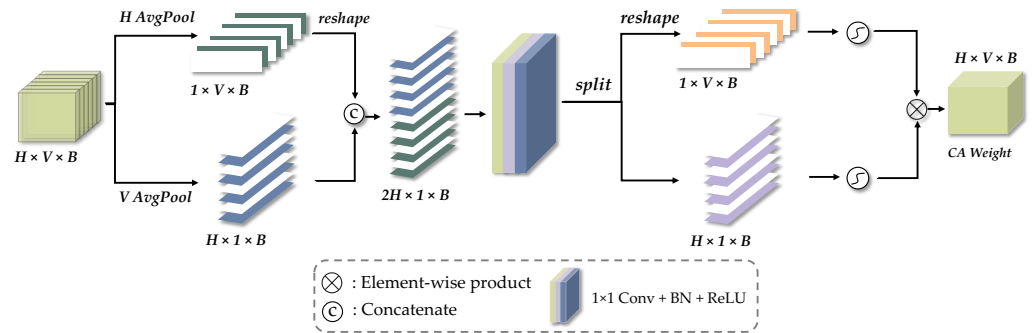 H AvgPool
reshape
1 × V × B
H × V × B
V AvgPool
H × 1 × B
C
2H × 1 × B
split
reshape
1 × V × B
H × 1 × B
H × V × B
CA Weight
: Element-wise product
C : Concatenate
1×1 Conv + BN + ReLU